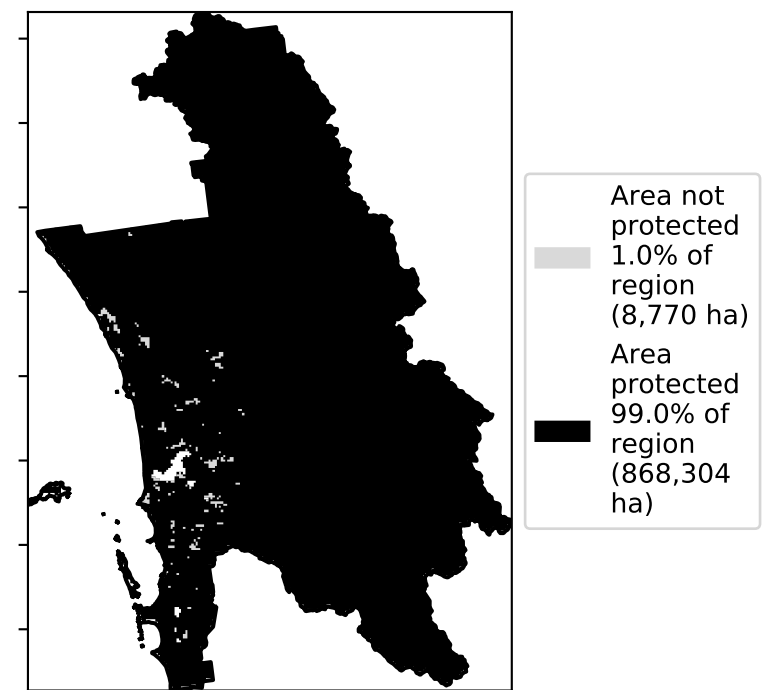 Area not
protected
1.0% of
region
(8,770 ha)
Area
protected
99.0% of
region
(868,304
ha)